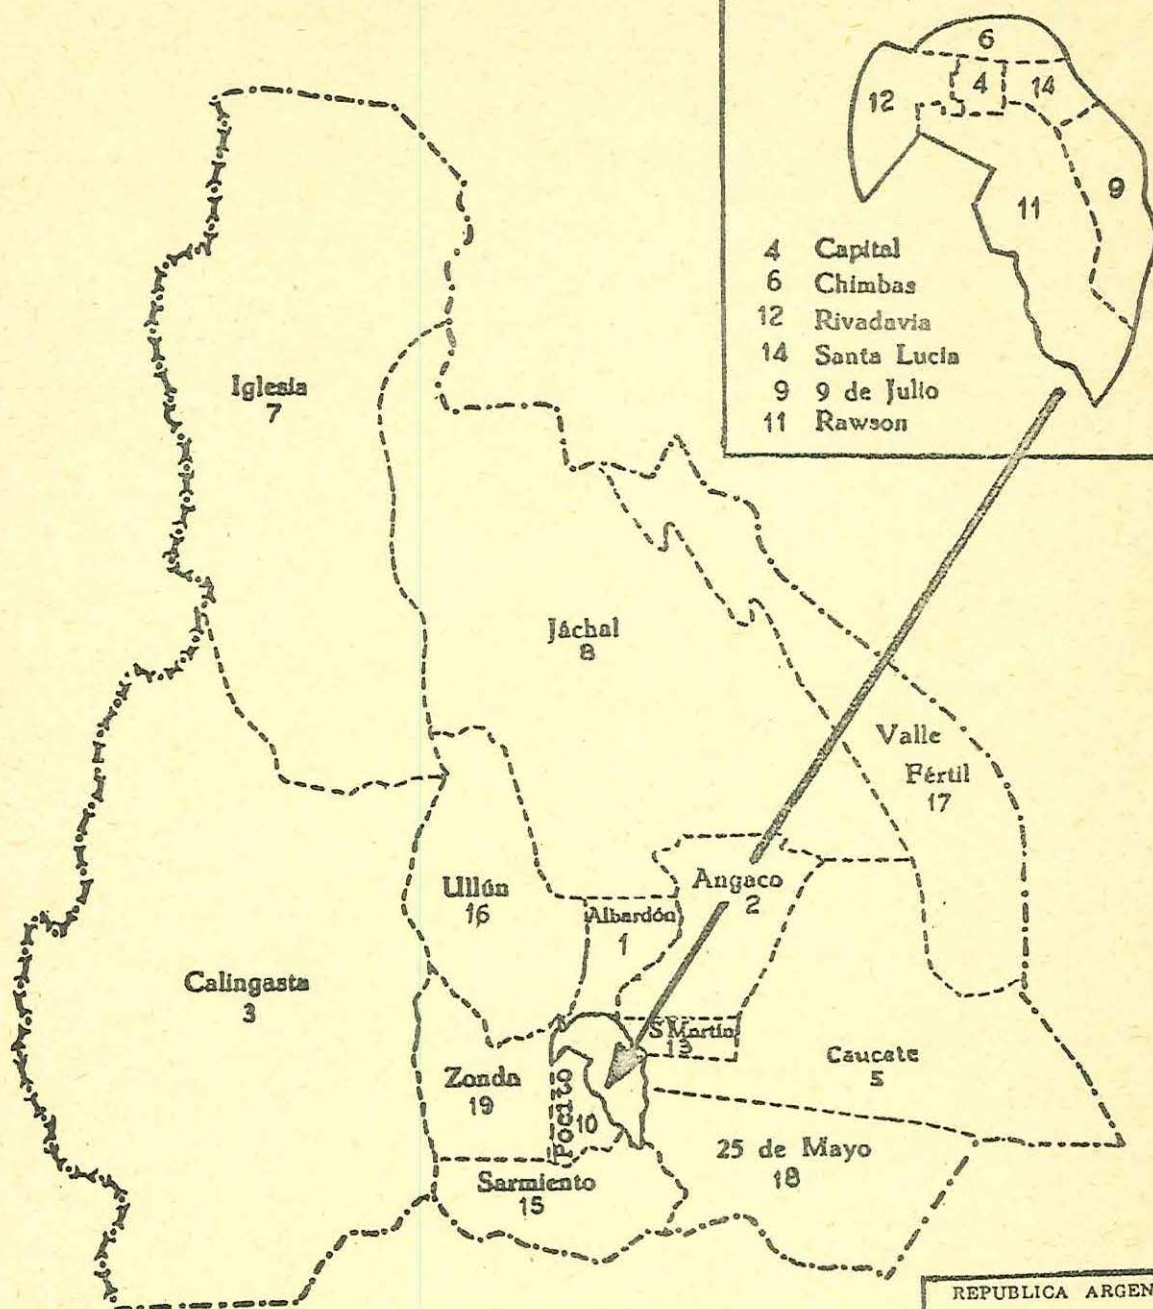 6
12
4
14
9
11
4 Capital
6 Chimbas
12 Rivadavia
14 Santa Lucía
9 9 de Julio
11 Rawson
Iglesia
7
Jáchal
8
Valle
Fértil
17
Ullún
16
Albardón
1
Angaco
2
Calingasta
3
S Martín
13
Caucete
5
Zonda
19
POCITO
10
25 de Mayo
18
Sarmiento
15
REPUBLICA ARGEN